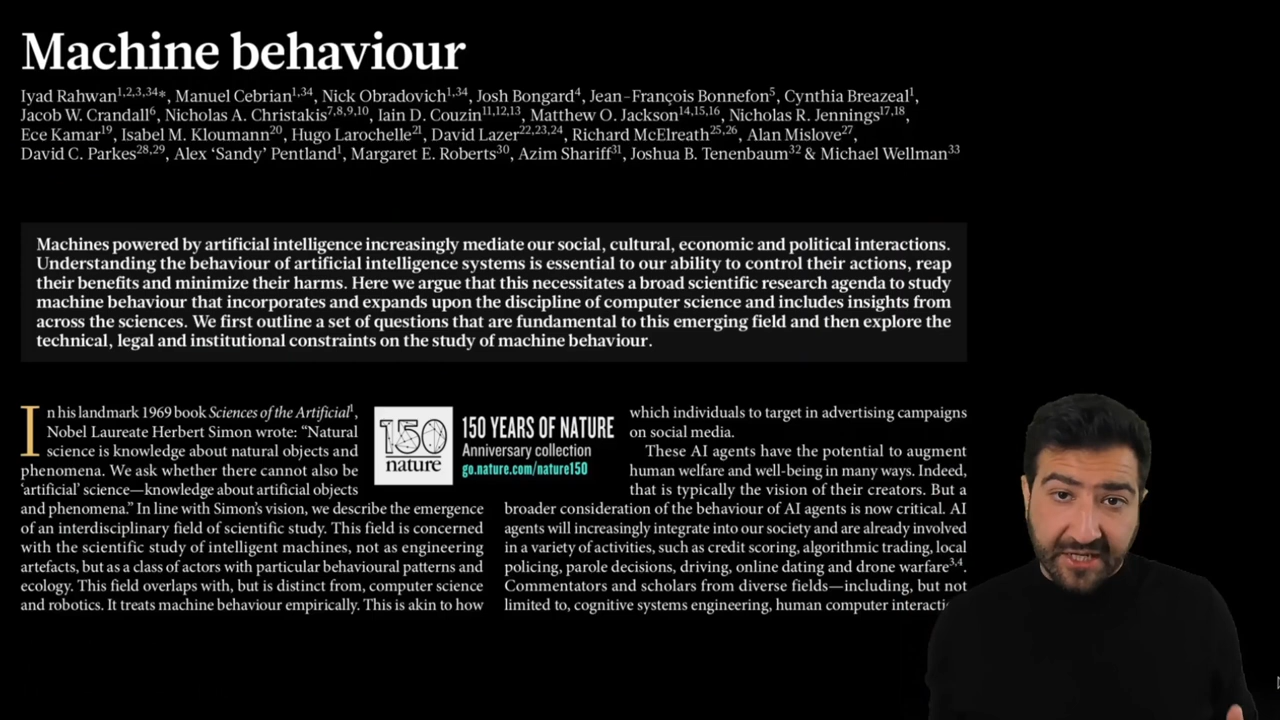 Machine behaviour
Iyad Rahwan1,2,3,34*, Manuel Cebrian1,34, Nick Obradovich1,34, Josh Bongard4, Jean-François Bonnefon5, Cynthia Breazeal1,
Jacob W. Crandall6, Nicholas A. Christakis7,8,9,10, Iain D. Couzin11,12,13, Matthew O. Jackson14,15,16, Nicholas R. Jennings17,18,
Ece Kamar19, Isabel M. Kloumann20, Hugo Larochelle21, David Lazer22,23,24, Richard McElreath25,26, Alan Mislove27,
David C. Parkes28,29, Alex ‘Sandy’ Pentland1, Margaret E. Roberts30, Azim Shariff31, Joshua B. Tenenbaum32 & Michael Wellman33
Machines powered by artificial intelligence increasingly mediate our social, cultural, economic and political interactions.
Understanding the behaviour of artificial intelligence systems is essential to our ability to control their actions, reap
their benefits and minimize their harms. Here we argue that this necessitates a broad scientific research agenda to study
machine behaviour that incorporates and expands upon the discipline of computer science and includes insights from
across the sciences. We first outline a set of questions that are fundamental to this emerging field and then explore the
technical, legal and institutional constraints on the study of machine behaviour.
In his landmark 1969 book Sciences of the Artificial1,
Nobel Laureate Herbert Simon wrote: “Natural
science is knowledge about natural objects and
phenomena. We ask whether there cannot also be
‘artificial’ science—knowledge about artificial objects
and phenomena.” In line with Simon’s vision, we describe the emergence
of an interdisciplinary field of scientific study. This field is concerned
with the scientific study of intelligent machines, not as engineering
artefacts, but as a class of actors with particular behavioural patterns and
ecology. This field overlaps with, but is distinct from, computer science
and robotics. It treats machine behaviour empirically. This is akin to how
150
nature
150 YEARS OF NATURE
Anniversary collection
go.nature.com/nature150
which individuals to target in advertising campaigns
on social media.
These AI agents have the potential to augment
human welfare and well-being in many ways. Indeed,
that is typically the vision of their creators. But a
broader consideration of the behaviour of AI agents is now critical. AI
agents will increasingly integrate into our society and are already involved
in a variety of activities, such as credit scoring, algorithmic trading, local
policing, parole decisions, driving, online dating and drone warfare3,4.
Commentators and scholars from diverse fields—including, but not
limited to, cognitive systems engineering, human computer